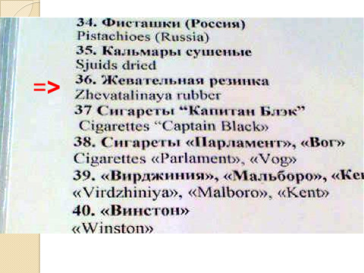 34. Фисташки (Россия)
Pistachioes (Russia)
35. Кальмары сушеные
Sjuids dried
=> 36. Жевательная резинка
Zhevatalinaya rubber
37 Сигареты “Капитан Блэк”
Cigarettes “Captain Black»
38. Сигареты «Парламент», «Вог»
Cigarettes «Parlament», «Vog»
39. «Вирджиния», «Мальборо»,
«Virdzhiniya», «Malboro», «Kent»
40. «Винстон»
«Winston»